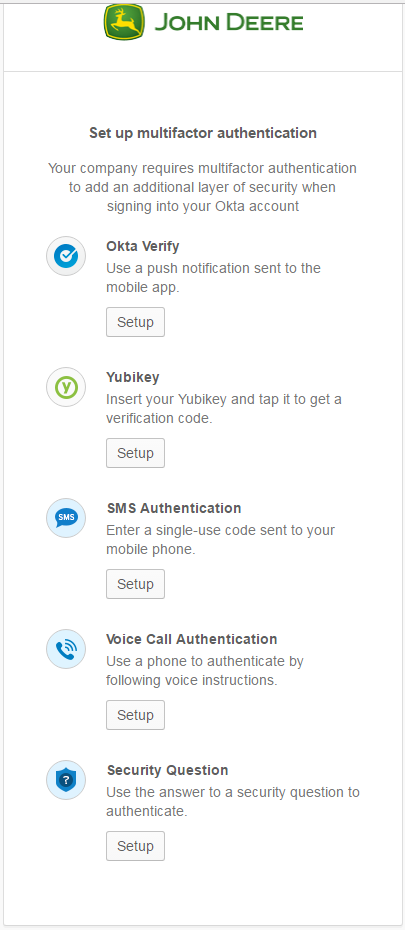 JOHN DEERE
Set up multifactor authentication
Your company requires multifactor authentication
to add an additional layer of security when
signing into your Okta account
Okta Verify
Use a push notification sent to the
mobile app.
Setup
y
Yubikey
Insert your Yubikey and tap it to get a
verification code.
Setup
SMS
SMS Authentication
Enter a single-use code sent to your
mobile phone.
Setup
Voice Call Authentication
Use a phone to authenticate by
following voice instructions.
Setup
?
Security Question
Use the answer to a security question to
authenticate.
Setup